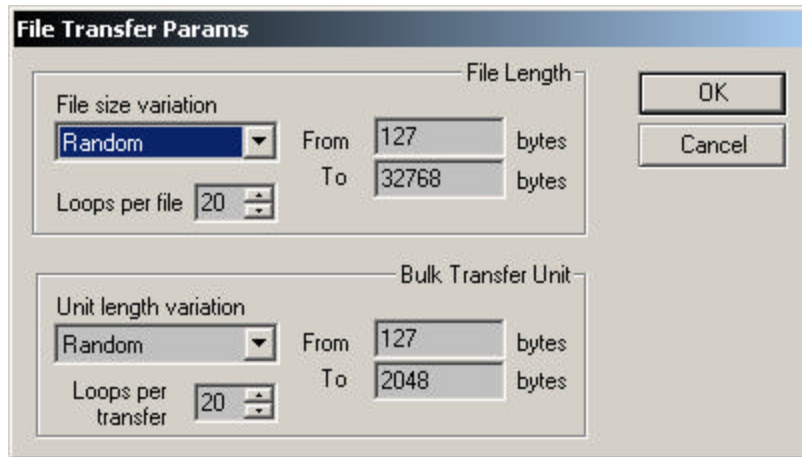 File Transfer Params
File Length
File size variation
Random
From 127 bytes
To 32768 bytes
Loops per file 20
OK
Cancel
Bulk Transfer Unit
Unit length variation
Random
From 127 bytes
To 2048 bytes
Loops per
transfer
20